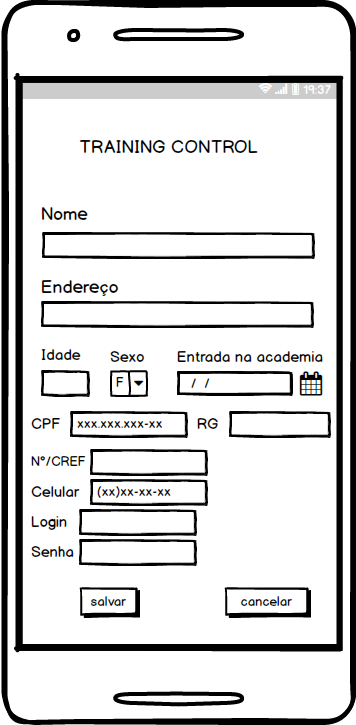 19:37
TRAINING CONTROL
Nome
Endereço
Idade Sexo Entrada na academia
F / /
CPF xxx.xxx.xxx-xx RG
Nº/CREF
Celular (xx)xx-xx-xx
Login
Senha
salvar cancelar